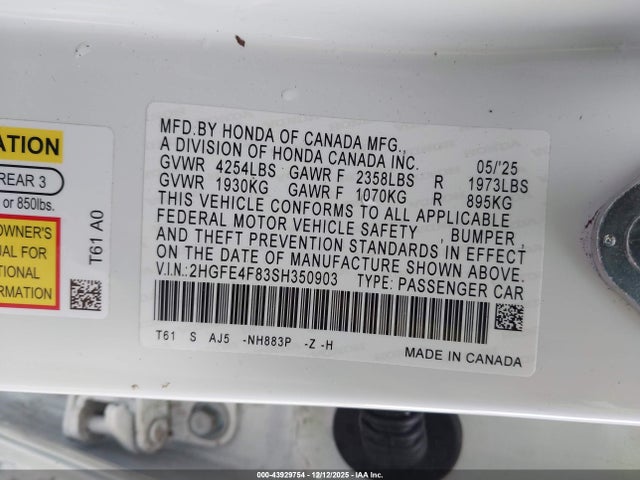 ATION
REAR 3
or 850lbs.
OWNER'S
UAL FOR
TIONAL
ORMATION
T61 A0
MFD.BY HONDA OF CANADA MFG.,
A DIVISION OF HONDA CANADA INC. 05/'25
GVWR 4254LBS GAWR F 2358LBS R 1973LBS
GVWR 1930KG GAWR F 1070KG R 895KG
THIS VEHICLE CONFORMS TO ALL APPLICABLE
FEDERAL MOTOR VEHICLE SAFETY , BUMPER ,
AND THEFT PREVENTION STANDARDS IN EFFECT
ON THE DATE OF MANUFACTURE SHOWN ABOVE.
V.I.N.:2HGFE4F83SH350903 TYPE: PASSENGER CAR
T61 S AJ5 -NH883P -Z -H
MADE IN CANADA
000-43929754 - 12/12/2025 - IAA Inc.